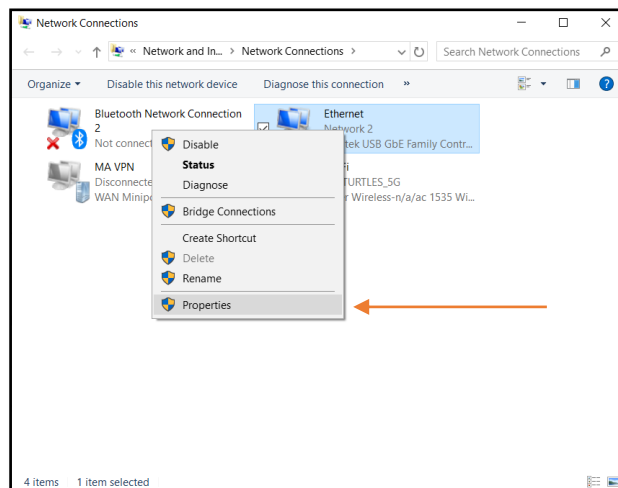 Network Connections
« Network and In... > Network Connections >
Search Network Connections
Organize
Disable this network device
Diagnose this connection
»
Bluetooth Network Connection
2
Not connect
Ethernet
Network 2
tek USB GbE Family Contr...
MA VPN
Disconnecte
WAN Minipo
Fi
TURTLES_5G
r Wireless-n/a/ac 1535 Wi...
Disable
Status
Diagnose
Bridge Connections
Create Shortcut
Delete
Rename
Properties
4 items
1 item selected